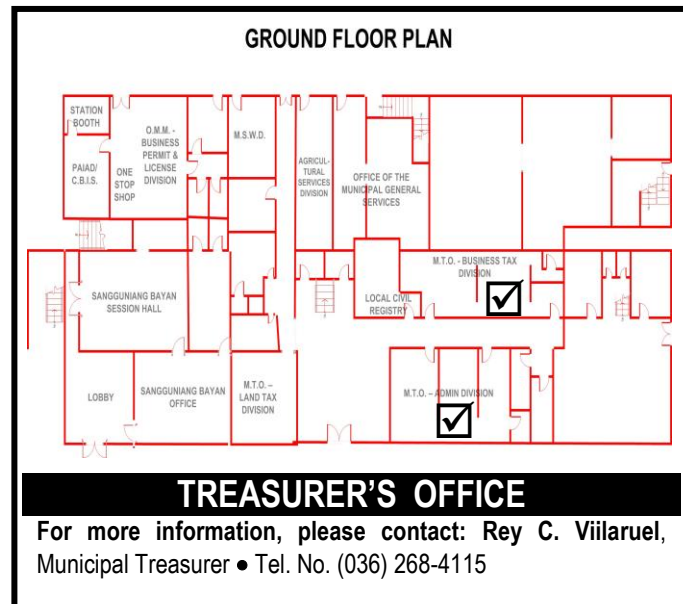 GROUND FLOOR PLAN
STATION
BOOTH
O.M.M. -
BUSINESS
PERMIT &
LICENSE
DIVISION
M.S.W.D.
PAIAD/
C.B.I.S.
ONE
STOP
SHOP
AGRICUL-
TURAL
SERVICES
DIVISION
OFFICE OF THE
MUNICIPAL GENERAL
SERVICES
M.T.O. - BUSINESS TAX
DIVISION
SANGGUNIANG BAYAN
SESSION HALL
LOCAL CIVIL
REGISTRY
LOBBY
SANGGUNIANG BAYAN
OFFICE
M.T.O. –
LAND TAX
DIVISION
M.T.O. – ADMIN DIVISION
TREASURER'S OFFICE
For more information, please contact: Rey C. Viilaruel,
Municipal Treasurer ● Tel. No. (036) 268-4115